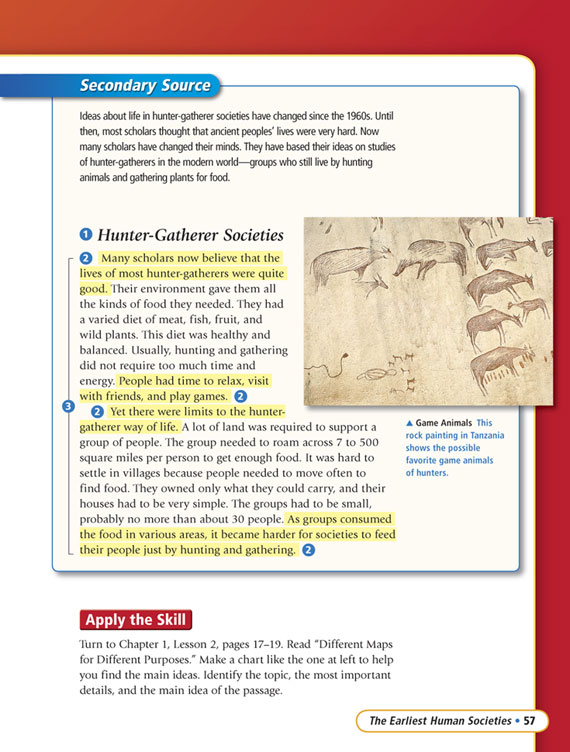 Secondary Source
Ideas about life in hunter-gatherer societies have changed since the 1960s. Until
then, most scholars thought that ancient peoples’ lives were very hard. Now
many scholars have changed their minds. They have based their ideas on studies
of hunter-gatherers in the modern world—groups who still live by hunting
animals and gathering plants for food.
1 Hunter-Gatherer Societies
2 Many scholars now believe that the
lives of most hunter-gatherers were quite
good. Their environment gave them all
the kinds of food they needed. They had
a varied diet of meat, fish, fruit, and
wild plants. This diet was healthy and
balanced. Usually, hunting and gathering
did not require too much time and
energy. People had time to relax, visit
with friends, and play games. 2
3
2 Yet there were limits to the hunter-
gatherer way of life. A lot of land was required to support a
group of people. The group needed to roam across 7 to 500
square miles per person to get enough food. It was hard to
settle in villages because people needed to move often to
find food. They owned only what they could carry, and their
houses had to be very simple. The groups had to be small,
probably no more than about 30 people. As groups consumed
the food in various areas, it became harder for societies to feed
their people just by hunting and gathering. 2
▲ Game Animals This
rock painting in Tanzania
shows the possible
favorite game animals
of hunters.
Apply the Skill
Turn to Chapter 1, Lesson 2, pages 17–19. Read “Different Maps
for Different Purposes.” Make a chart like the one at left to help
you find the main ideas. Identify the topic, the most important
details, and the main idea of the passage.
The Earliest Human Societies • 57